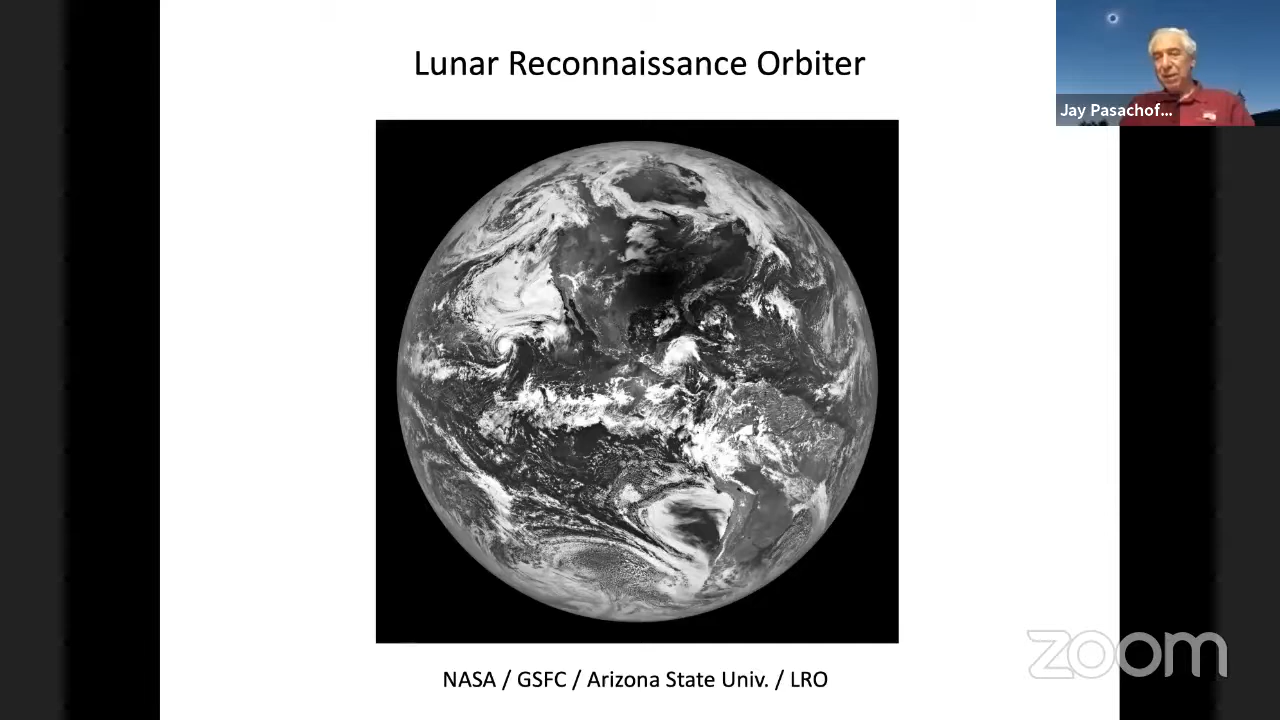 Lunar Reconnaissance Orbiter
Jay Pasachof...
NASA / GSFC / Arizona State Univ. / LRO
zoom